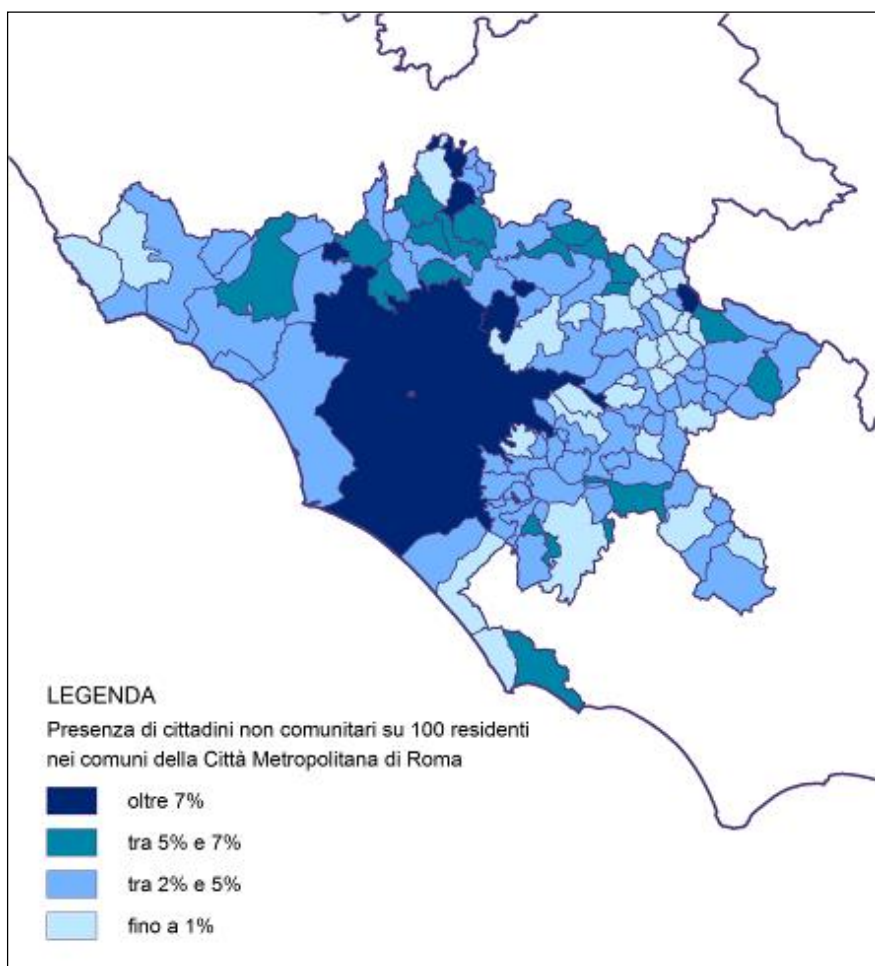 LEGENDA
Presenza di cittadini non comunitari su 100 residenti
nei comuni della Città Metropolitana di Roma
oltre 7%
tra 5% e 7%
tra 2% e 5%
fino a 1%